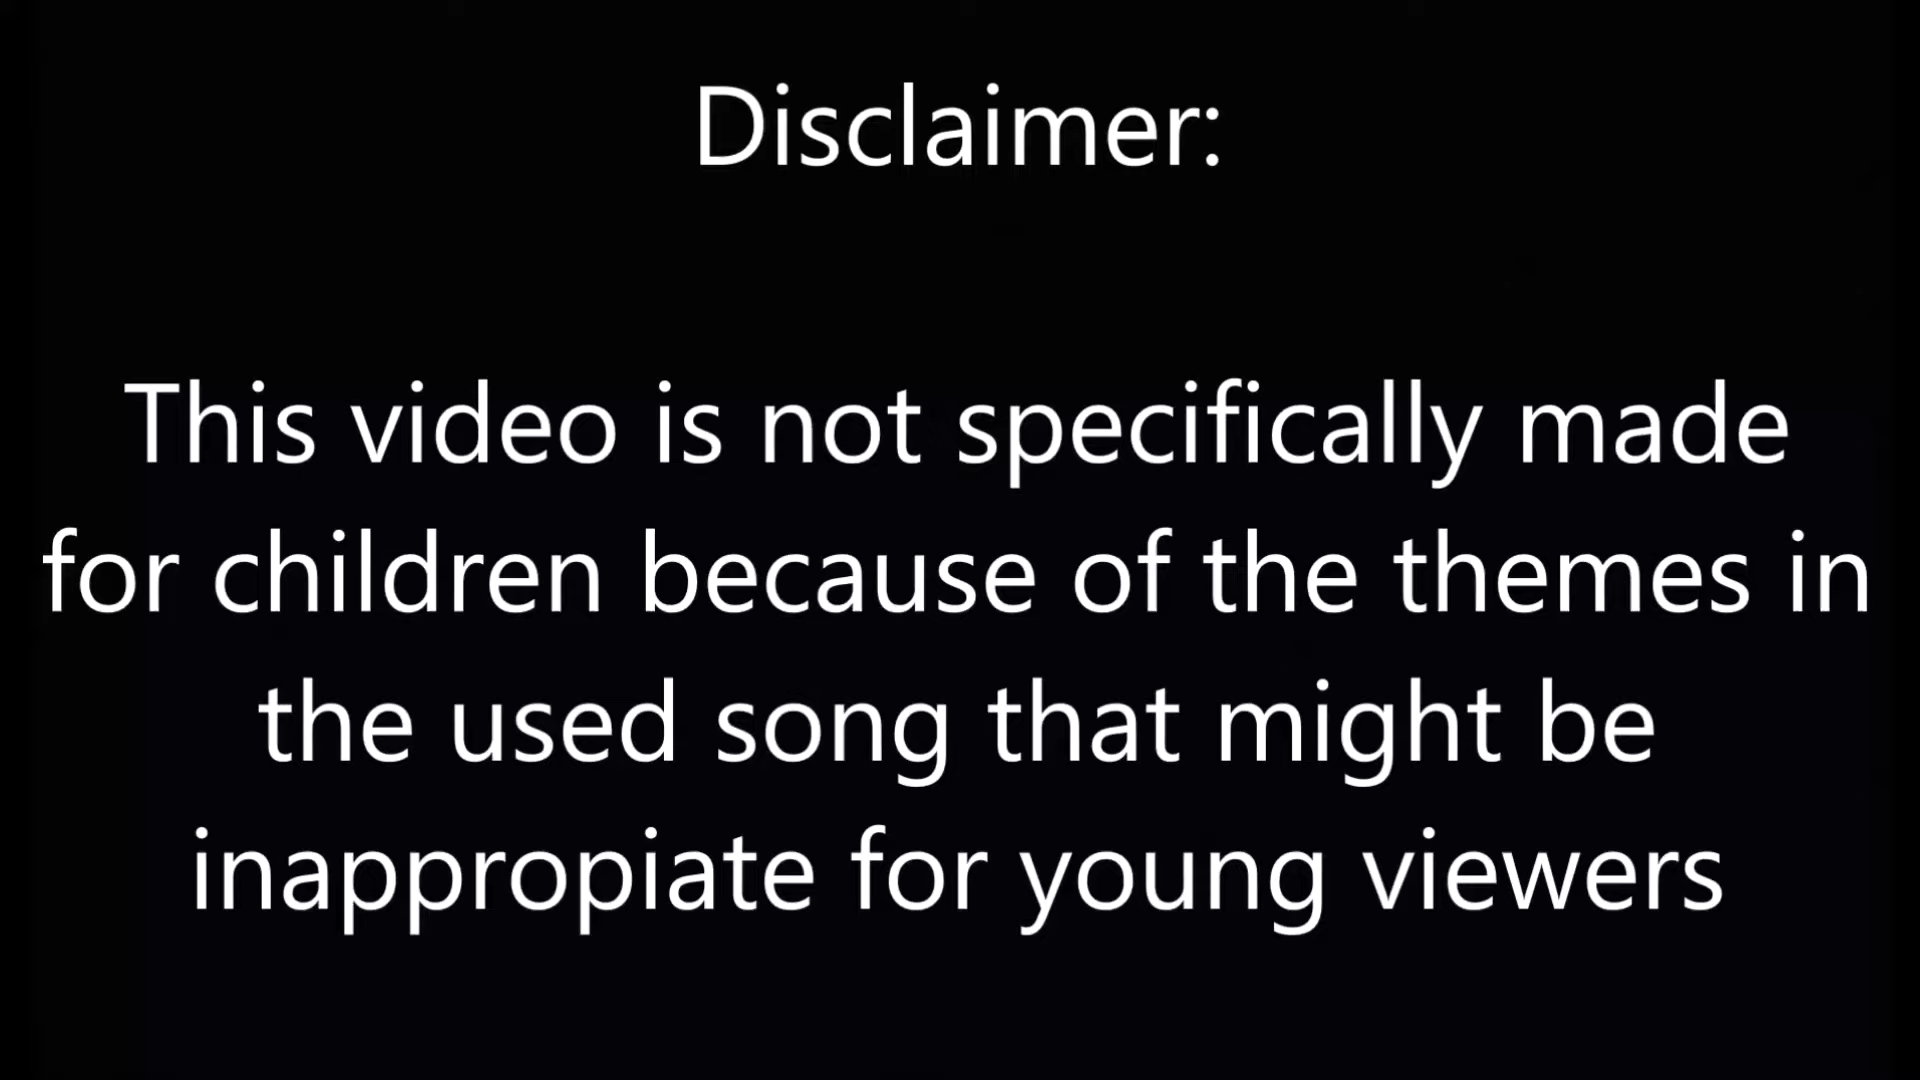 Disclaimer:
This video is not specifically made
for children because of the themes in
the used song that might be
inappropiate for young viewers